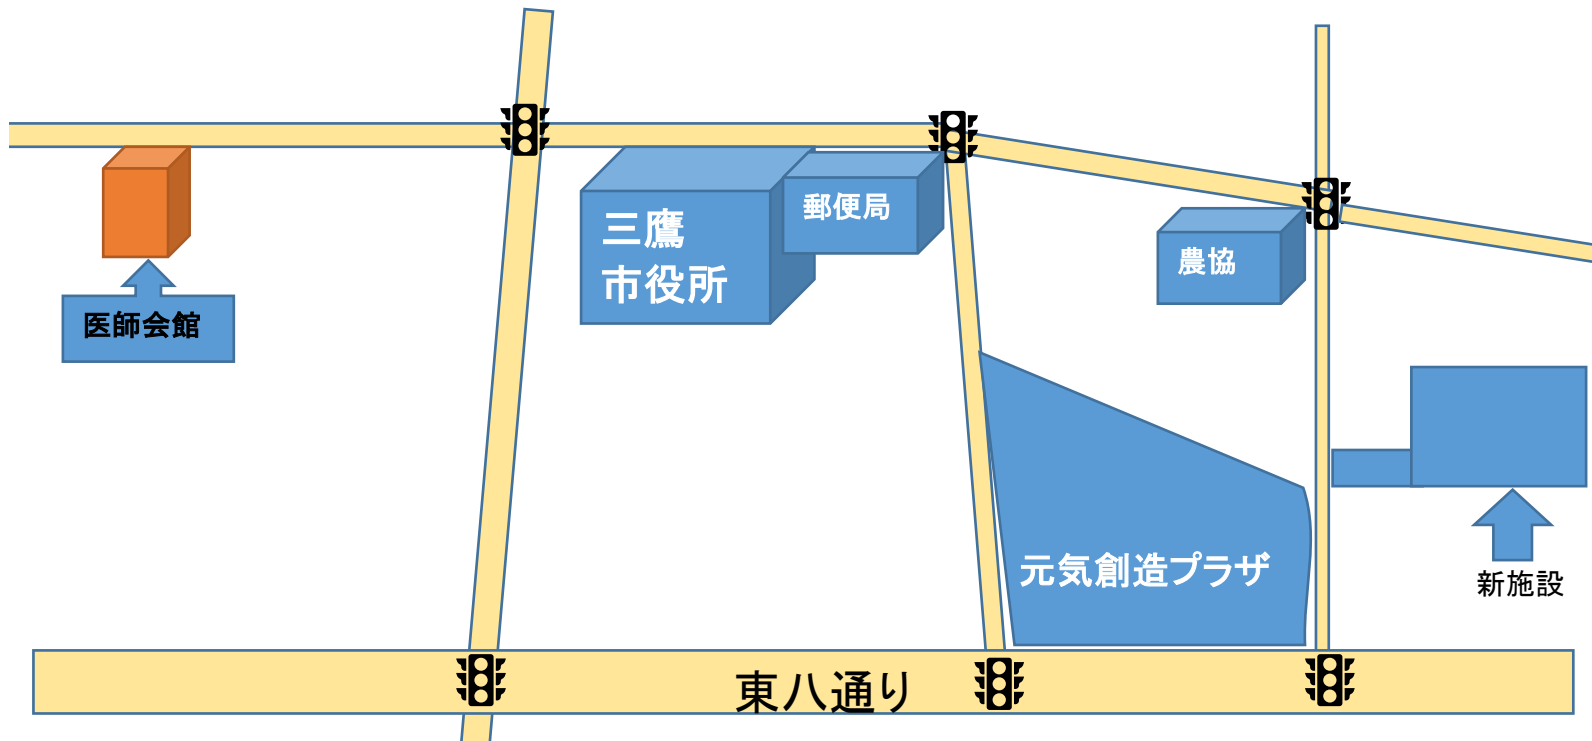 三鷹
市役所
郵便局
農協
医師会館
元気創造プラザ
新施設
東八通り